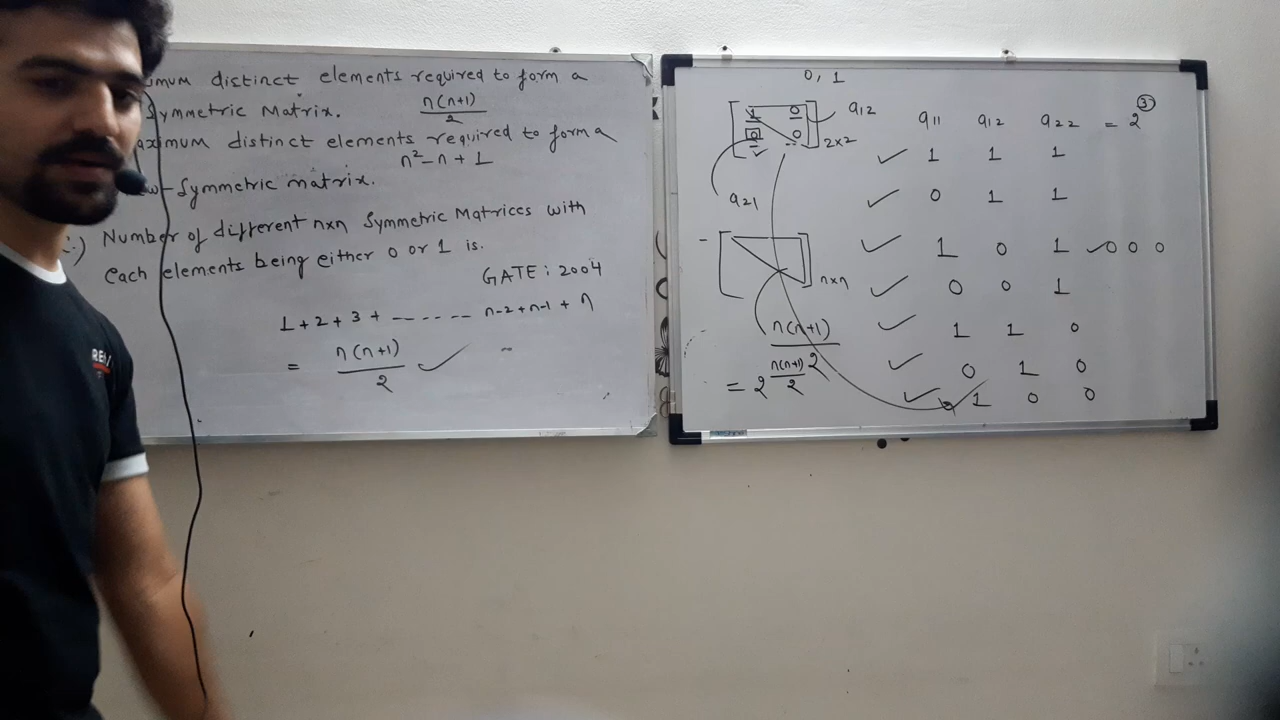 distinct elements required to form a
Symmetric Matrix. n(n+1)/2
distinct elements required to form a
n²-n+1
Symmetric matrix.
Number of different nxn Symmetric Matrices with
each elements being either 0 or 1 is.
GATE: 2004
1+2+3+ ------- n-2+n-1+n
= n(n+1)/2 ✓
0, 1
[1 0
0 0] 2x2
a12
a21
a11 a12 a22 = 2^③
✓ 1 1 1
✓ 0 1 1
✓ 1 0 1 ✓0 0 0
✓ 0 0 1
✓ 1 1 0
✓ 0 1 0
✓ 1 0 0
[ ] nxn
n(n+1)/2
= 2^n(n+1)/2